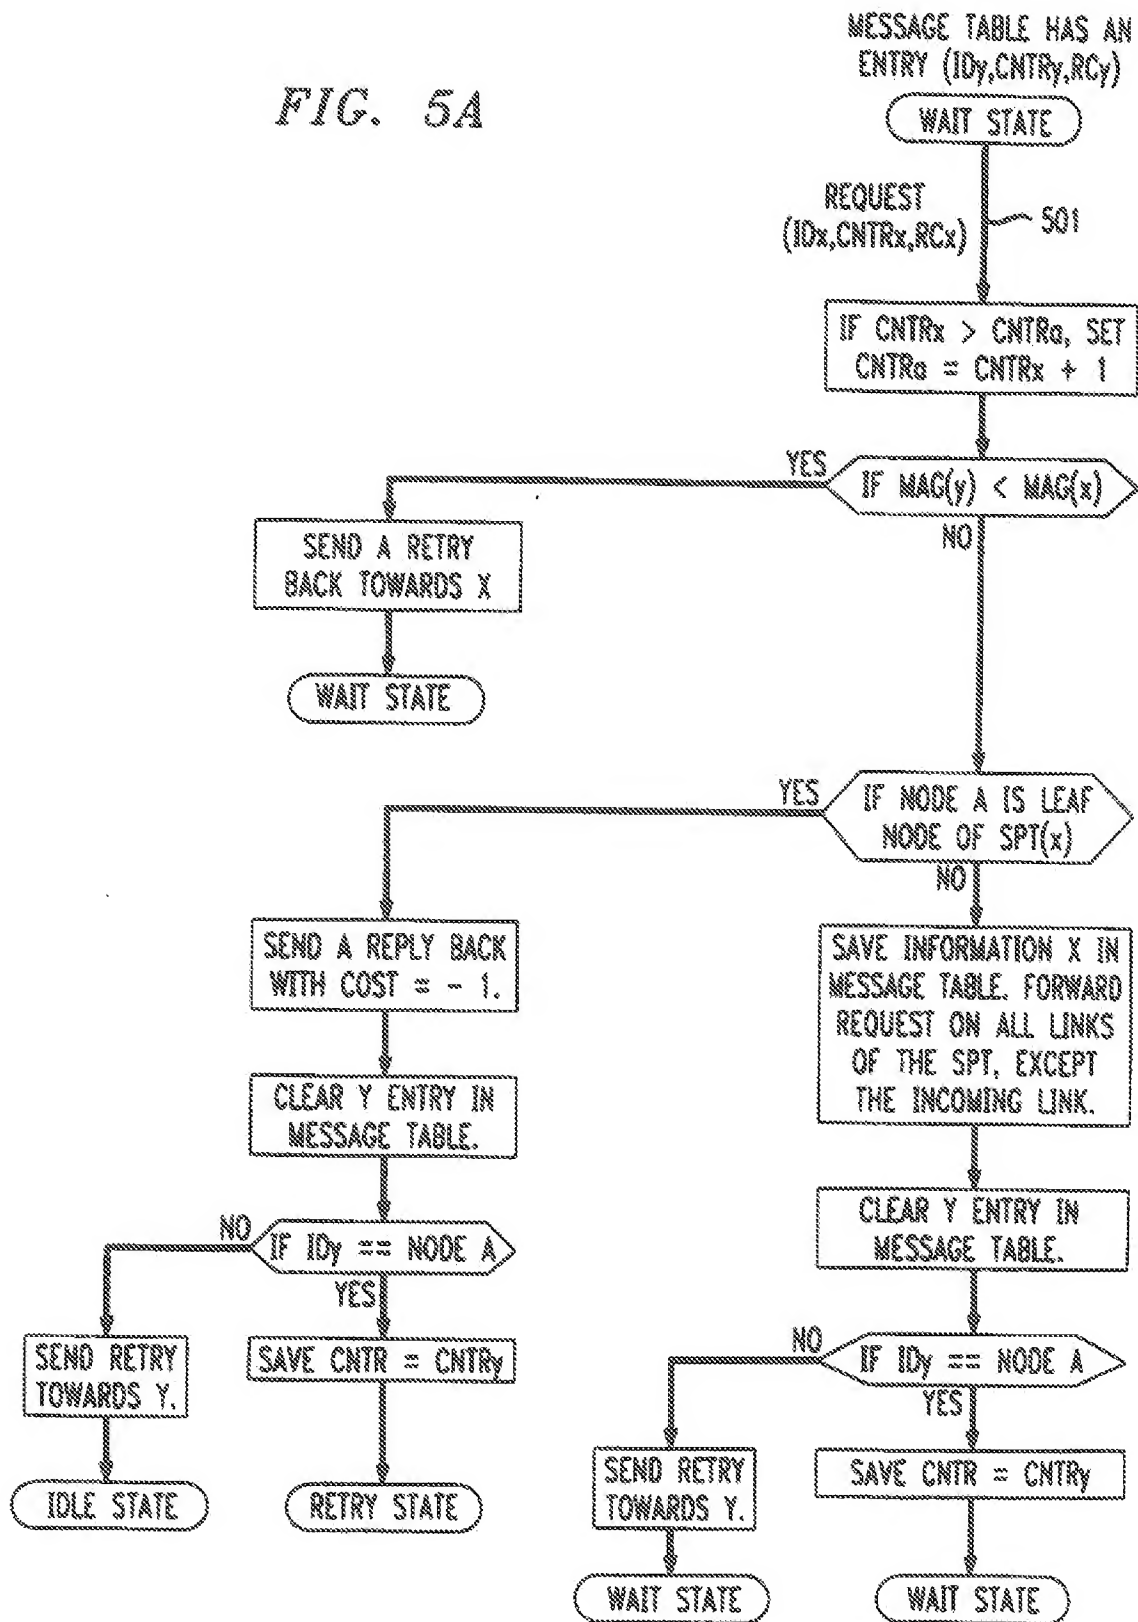 FIG. 5A
MESSAGE TABLE HAS AN
ENTRY (IDy,CNTRy,RCy)
WAIT STATE
REQUEST
(IDx,CNTRx,RCx)
501
IF CNTRx > CNTRa, SET
CNTRa = CNTRx + 1
YES
IF MAG(y) < MAG(x)
NO
SEND A RETRY
BACK TOWARDS X
WAIT STATE
YES
IF NODE A IS LEAF
NODE OF SPT(x)
NO
SEND A REPLY BACK
WITH COST = - 1.
CLEAR Y ENTRY IN
MESSAGE TABLE.
NO
IF IDy == NODE A
YES
SEND RETRY
TOWARDS Y.
SAVE CNTR = CNTRy
IDLE STATE
RETRY STATE
SAVE INFORMATION X IN
MESSAGE TABLE. FORWARD
REQUEST ON ALL LINKS
OF THE SPT, EXCEPT
THE INCOMING LINK.
CLEAR Y ENTRY IN
MESSAGE TABLE.
NO
IF IDy == NODE A
YES
SEND RETRY
TOWARDS Y.
SAVE CNTR = CNTRy
WAIT STATE
WAIT STATE